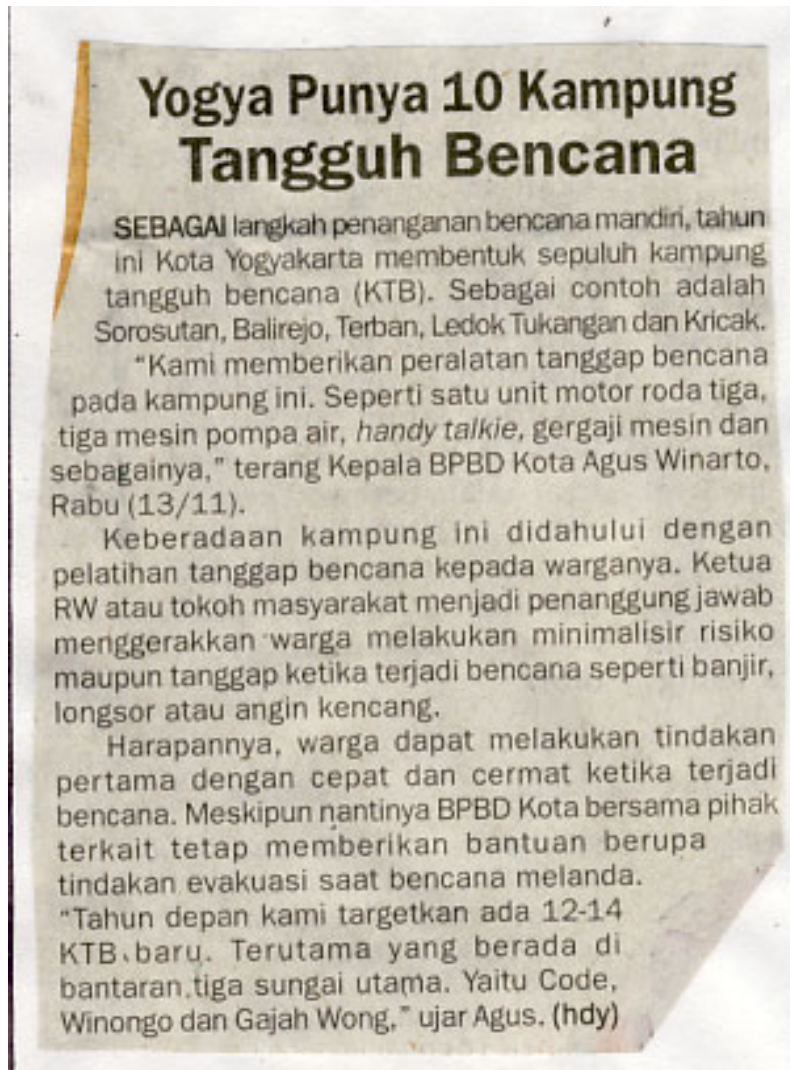 Yogya Punya 10 Kampung
Tangguh Bencana
SEBAGAI langkah penanganan bencana mandiri, tahun
ini Kota Yogyakarta membentuk sepuluh kampung
tangguh bencana (KTB). Sebagai contoh adalah
Sorosutan, Balirejo, Terban, Ledok Tukangan dan Kricak.
“Kami memberikan peralatan tanggap bencana
pada kampung ini. Seperti satu unit motor roda tiga,
tiga mesin pompa air, handy talkie, gergaji mesin dan
sebagainya,” terang Kepala BPBD Kota Agus Winarto,
Rabu (13/11).
Keberadaan kampung ini didahului dengan
pelatihan tanggap bencana kepada warganya. Ketua
RW atau tokoh masyarakat menjadi penanggung jawab
menggerakkan warga melakukan minimalisir risiko
maupun tanggap ketika terjadi bencana seperti banjir,
longsor atau angin kencang.
Harapannya, warga dapat melakukan tindakan
pertama dengan cepat dan cermat ketika terjadi
bencana. Meskipun nantinya BPBD Kota bersama pihak
terkait tetap memberikan bantuan berupa
tindakan evakuasi saat bencana melanda.
“Tahun depan kami targetkan ada 12-14
KTB baru. Terutama yang berada di
bantaran tiga sungai utama. Yaitu Code,
Winongo dan Gajah Wong,” ujar Agus. (hdy)